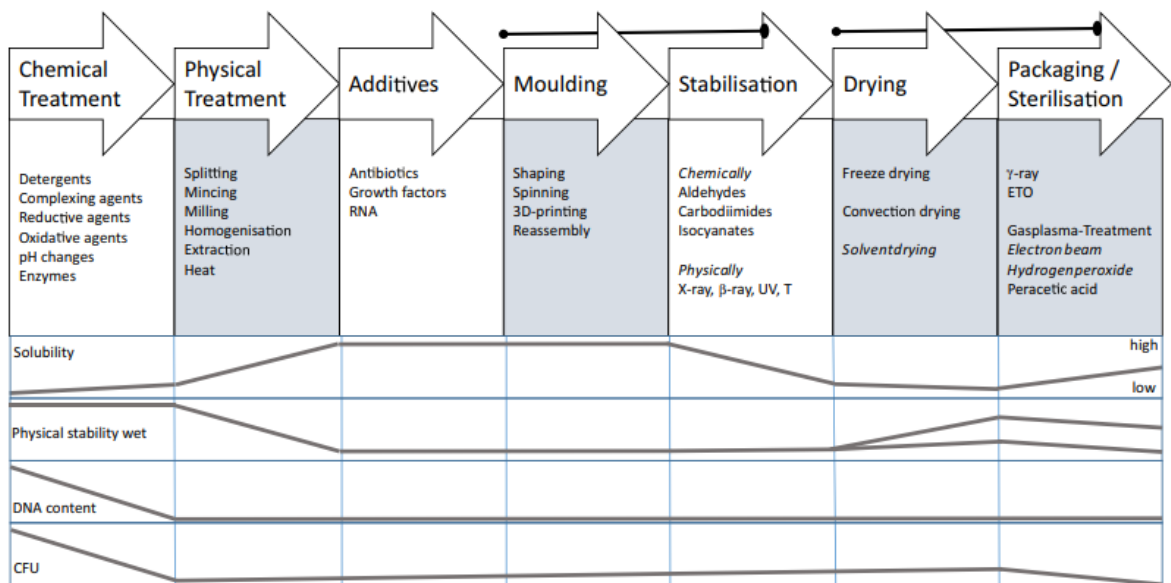 Chemical
Treatment
Physical
Treatment
Additives
Moulding
Stabilisation
Drying
Packaging /
Sterilisation
Detergents
Complexing agents
Reductive agents
Oxidative agents
pH changes
Enzymes
Splitting
Mincing
Milling
Homogenisation
Extraction
Heat
Antibiotics
Growth factors
RNA
Shaping
Spinning
3D-printing
Reassembly
Chemically
Aldehydes
Carbodiimides
Isocyanates
Physically
X-ray, β-ray, UV, T
Freeze drying
Convection drying
Solventdrying
γ-ray
ETO
Gasplasma-Treatment
Electron beam
Hydrogenperoxide
Peracetic acid
Solubility
high
low
Physical stability wet
DNA content
CFU